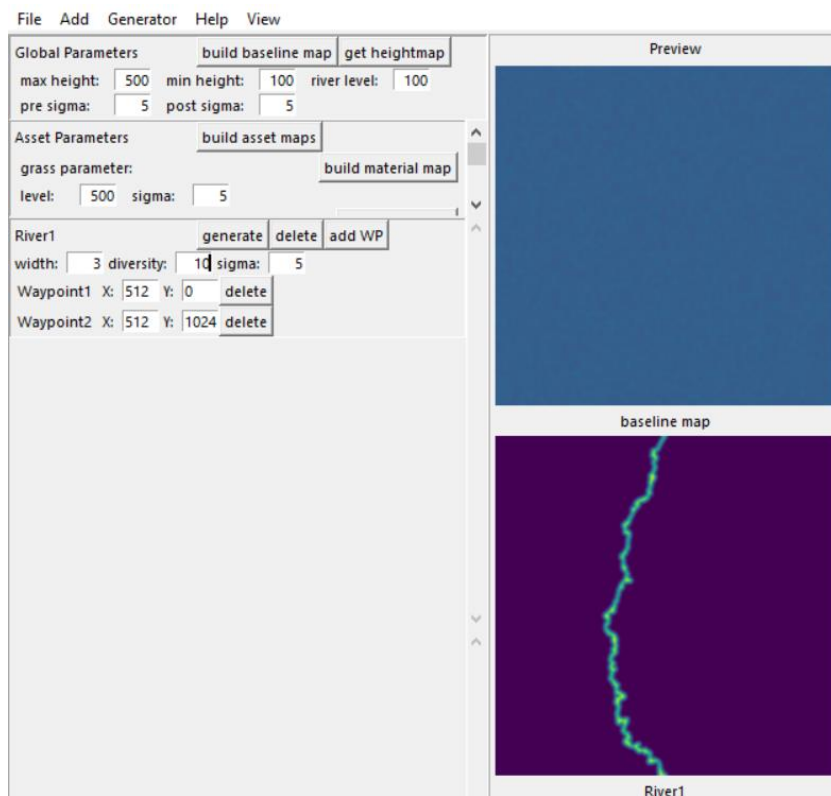 File Add Generator Help View
Global Parameters build baseline map get heightmap
max height: 500 min height: 100 river level: 100
pre sigma: 5 post sigma: 5
Asset Parameters build asset maps
grass parameter: build material map
level: 500 sigma: 5
River1 generate delete add WP
width: 3 diversity: 10 sigma: 5
Waypoint1 X: 512 Y: 0 delete
Waypoint2 X: 512 Y: 1024 delete
Preview
baseline map
River1